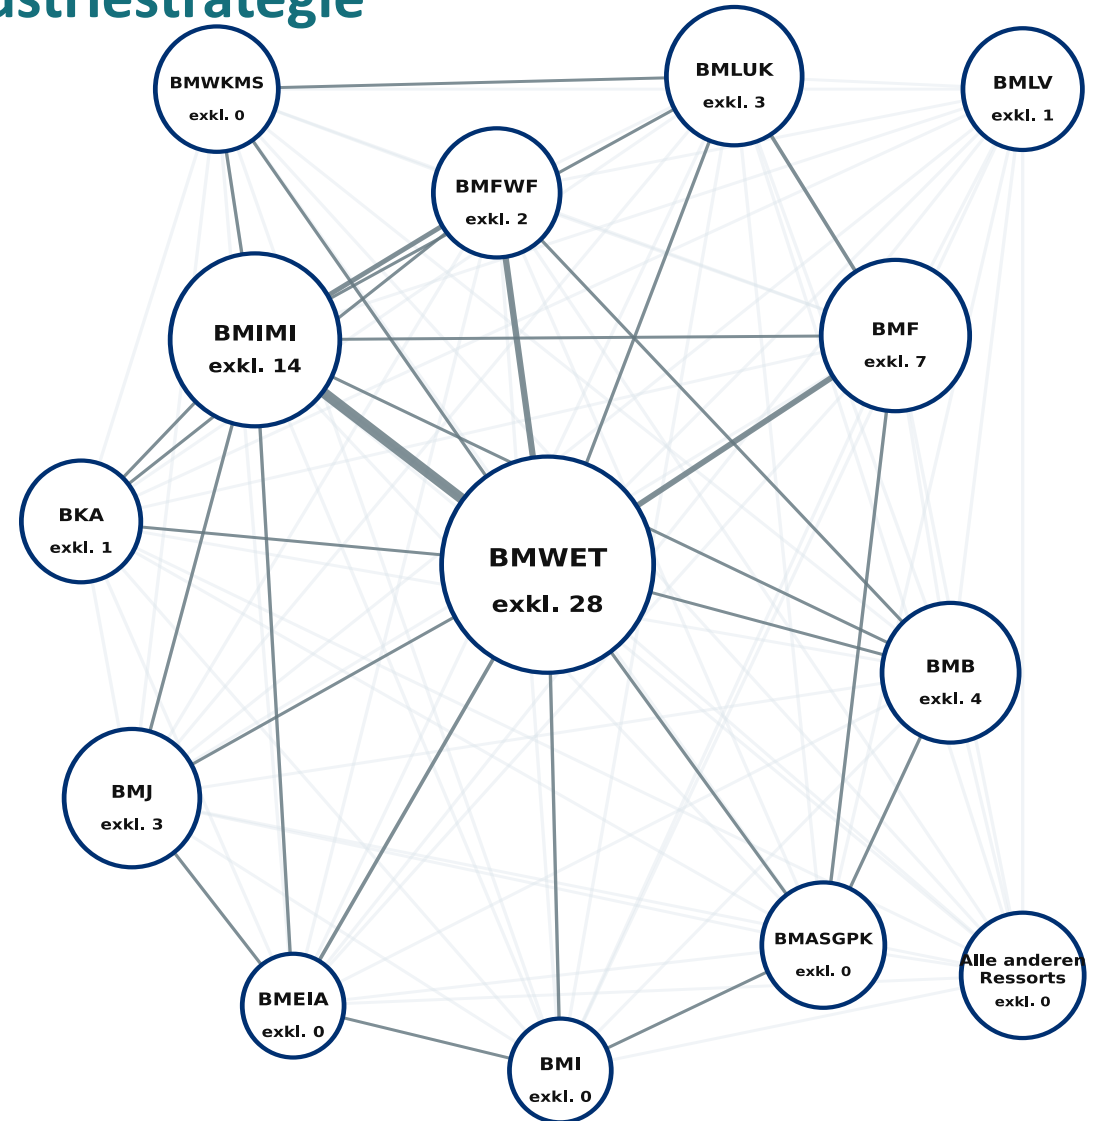 ustriestrategie
BMWKMS
exkl. 0
BMLUK
exkl. 3
BMLV
exkl. 1
BMFWF
exkl. 2
BMIMI
exkl. 14
BMF
exkl. 7
BKA
exkl. 1
BMWET
exkl. 28
BMB
exkl. 4
BMJ
exkl. 3
BMASGPK
exkl. 0
Alle anderen
Ressorts
exkl. 0
BMEIA
exkl. 0
BMI
exkl. 0